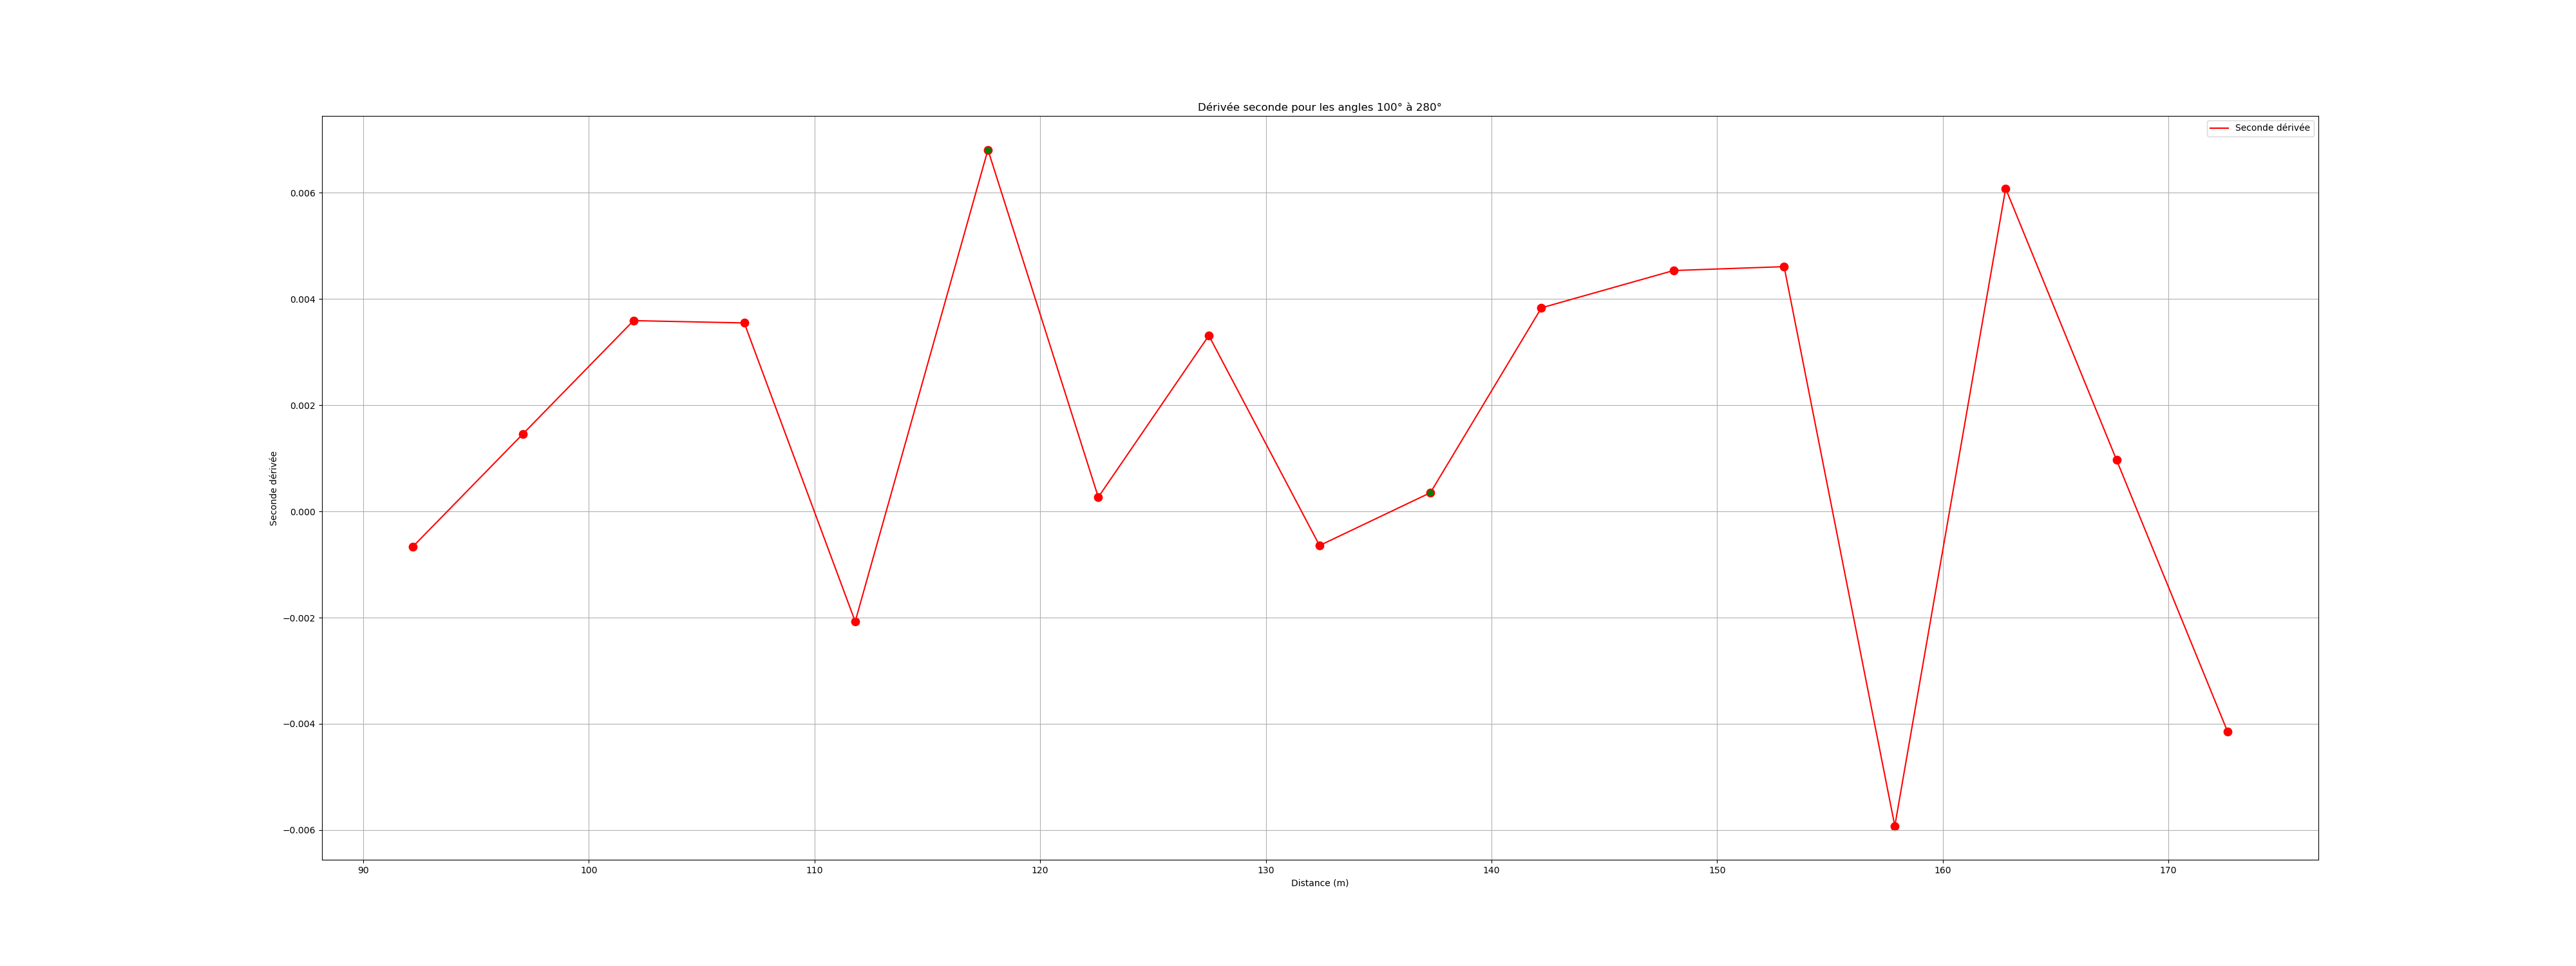 Dérivée seconde pour les angles 100° à 280°
Seconde dérivée
0.006
0.004
0.002
0.000
−0.002
−0.004
−0.006
Seconde dérivée
90 100 110 120 130 140 150 160 170
Distance (m)